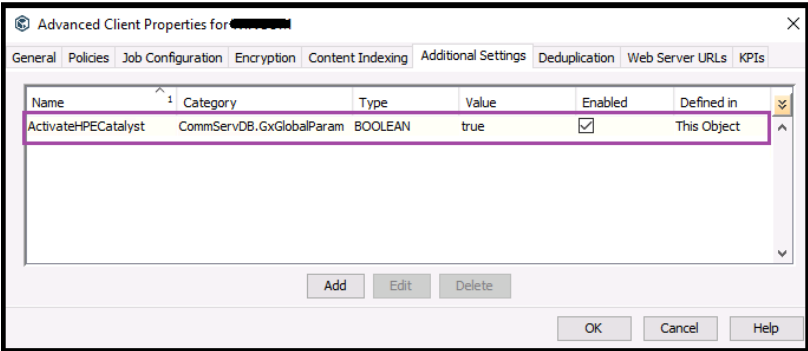 Advanced Client Properties for
General Policies Job Configuration Encryption Content Indexing Additional Settings Deduplication Web Server URLs KPIs
Name 1 Category Type Value Enabled Defined in
ActivateHPECatalyst CommServDB.GxGlobalParam BOOLEAN true This Object
Add Edit Delete
OK Cancel Help